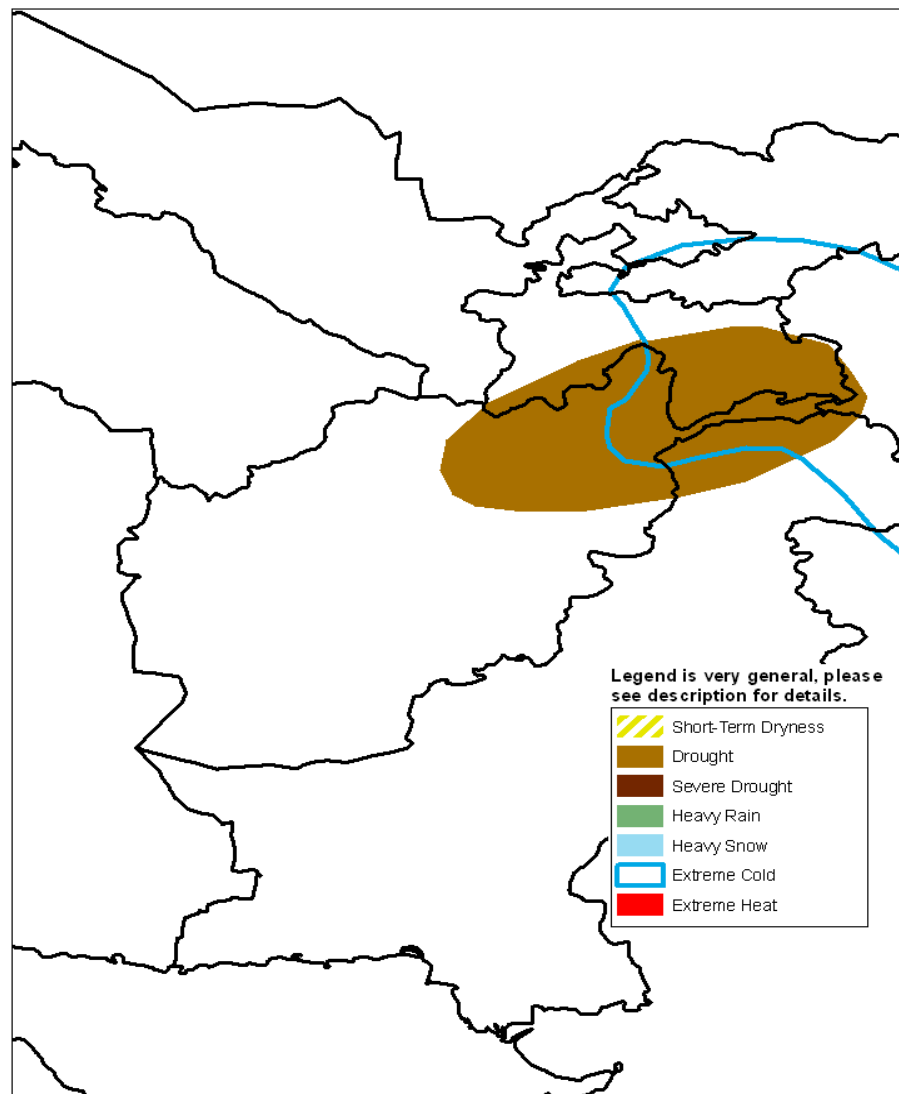 Legend is very general, please
see description for details.
Short-Term Dryness
Drought
Severe Drought
Heavy Rain
Heavy Snow
Extreme Cold
Extreme Heat